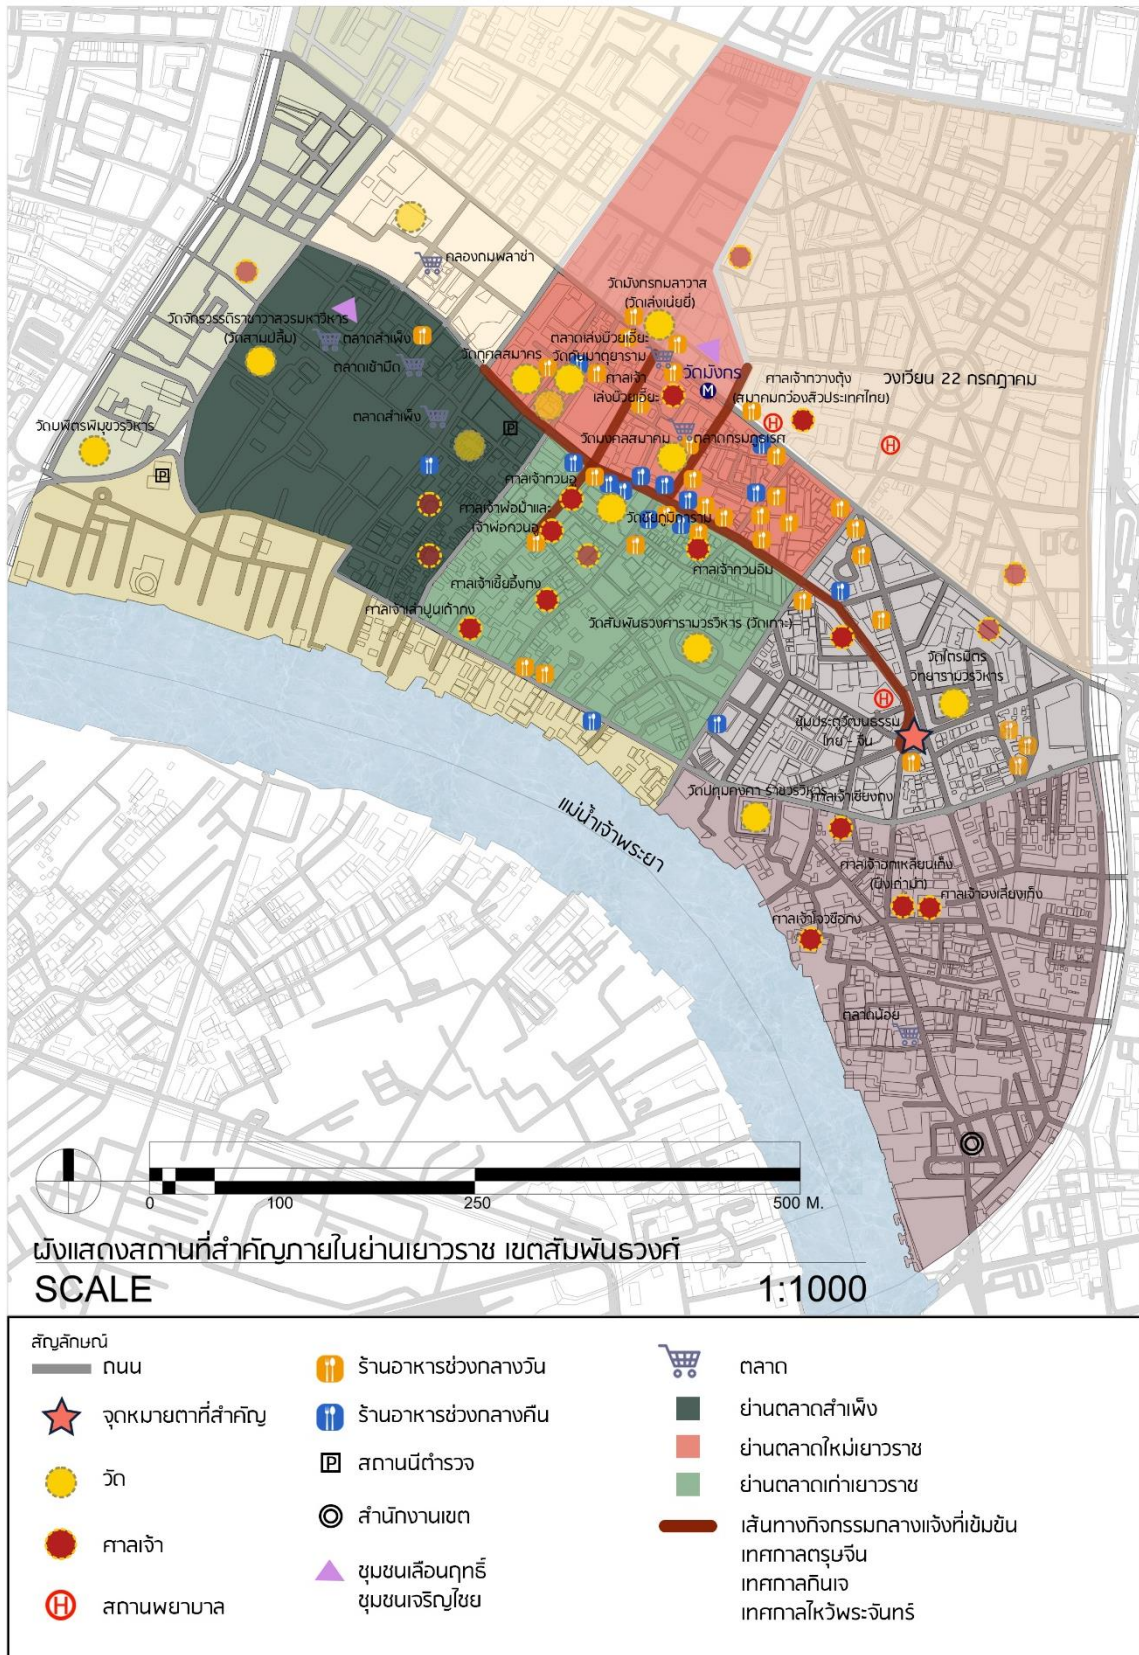 คลองถมพลาซ่า
วัดมังกรกมลาวาส
(วัดเล่งเน่ยยี่)
วัดจักรวรรดิราชาวาสวรมหาวิหาร
(วัดสามปลื้ม)
ตลาดสำเพ็ง
ตลาดเช้ามืด
ตลาดเล่งบ๊วยเอี๊ยะ
วัดกันมาตุยาราม
วัดกุศลสมาคร
ศาลเจ้า
เล่งบ๊วยเอี๊ยะ
วัดมังกร
M
ศาลเจ้ากวางตุ้ง
(สมาคมกว๋องสิวประเทศไทย)
วงเวียน 22 กรกฎาคม
H
H
วัดบพิตรพิมุขวรวิหาร
ตลาดสำเพ็ง
P
P
วัดมงคลสมาคม
ตลาดกรมภูธเรศ
ศาลเจ้ากวนอู
ศาลเจ้าพ่อม้าและ
เจ้าพ่อกวนอู
วัดชัยภูมิการาม
ศาลเจ้ากวนอิม
ศาลเจ้าเซี้ยอึ้งกง
ศาลเจ้าเล่าปูนเถ้ากง
วัดสัมพันธวงศารามวรวิหาร (วัดเกาะ)
วัดไตรมิตร
วิทยารามวรวิหาร
H
ซุ้มประตูวัฒนธรรม
ไทย - จีน
วัดปทุมคงคา ราชวรวิหาร
ศาลเจ้าเซียงกง
แม่น้ำเจ้าพระยา
ศาลเจ้าฮกเหลียนเก็ง
(ปึงเถ่าม้า)
ศาลเจ้าฮงเลี่ยงเก็ง
ศาลเจ้าโจวซือกง
ตลาดน้อย
0 100 250 500 M.
ผังแสดงสถานที่สำคัญภายในย่านเยาวราช เขตสัมพันธวงศ์
SCALE 1:1000
สัญลักษณ์
ถนน
จุดหมายตาที่สำคัญ
วัด
ศาลเจ้า
H สถานพยาบาล
ร้านอาหารช่วงกลางวัน
ร้านอาหารช่วงกลางคืน
P สถานนีตำรวจ
สำนักงานเขต
ชุมชนเลือนฤทธิ์
ชุมชนเจริญไชย
ตลาด
ย่านตลาดสำเพ็ง
ย่านตลาดใหม่เยาวราช
ย่านตลาดเก่าเยาวราช
เส้นทางกิจกรรมกลางแจ้งที่เข้มข้น
เทศกาลตรุษจีน
เทศกาลกินเจ
เทศกาลไหว้พระจันทร์